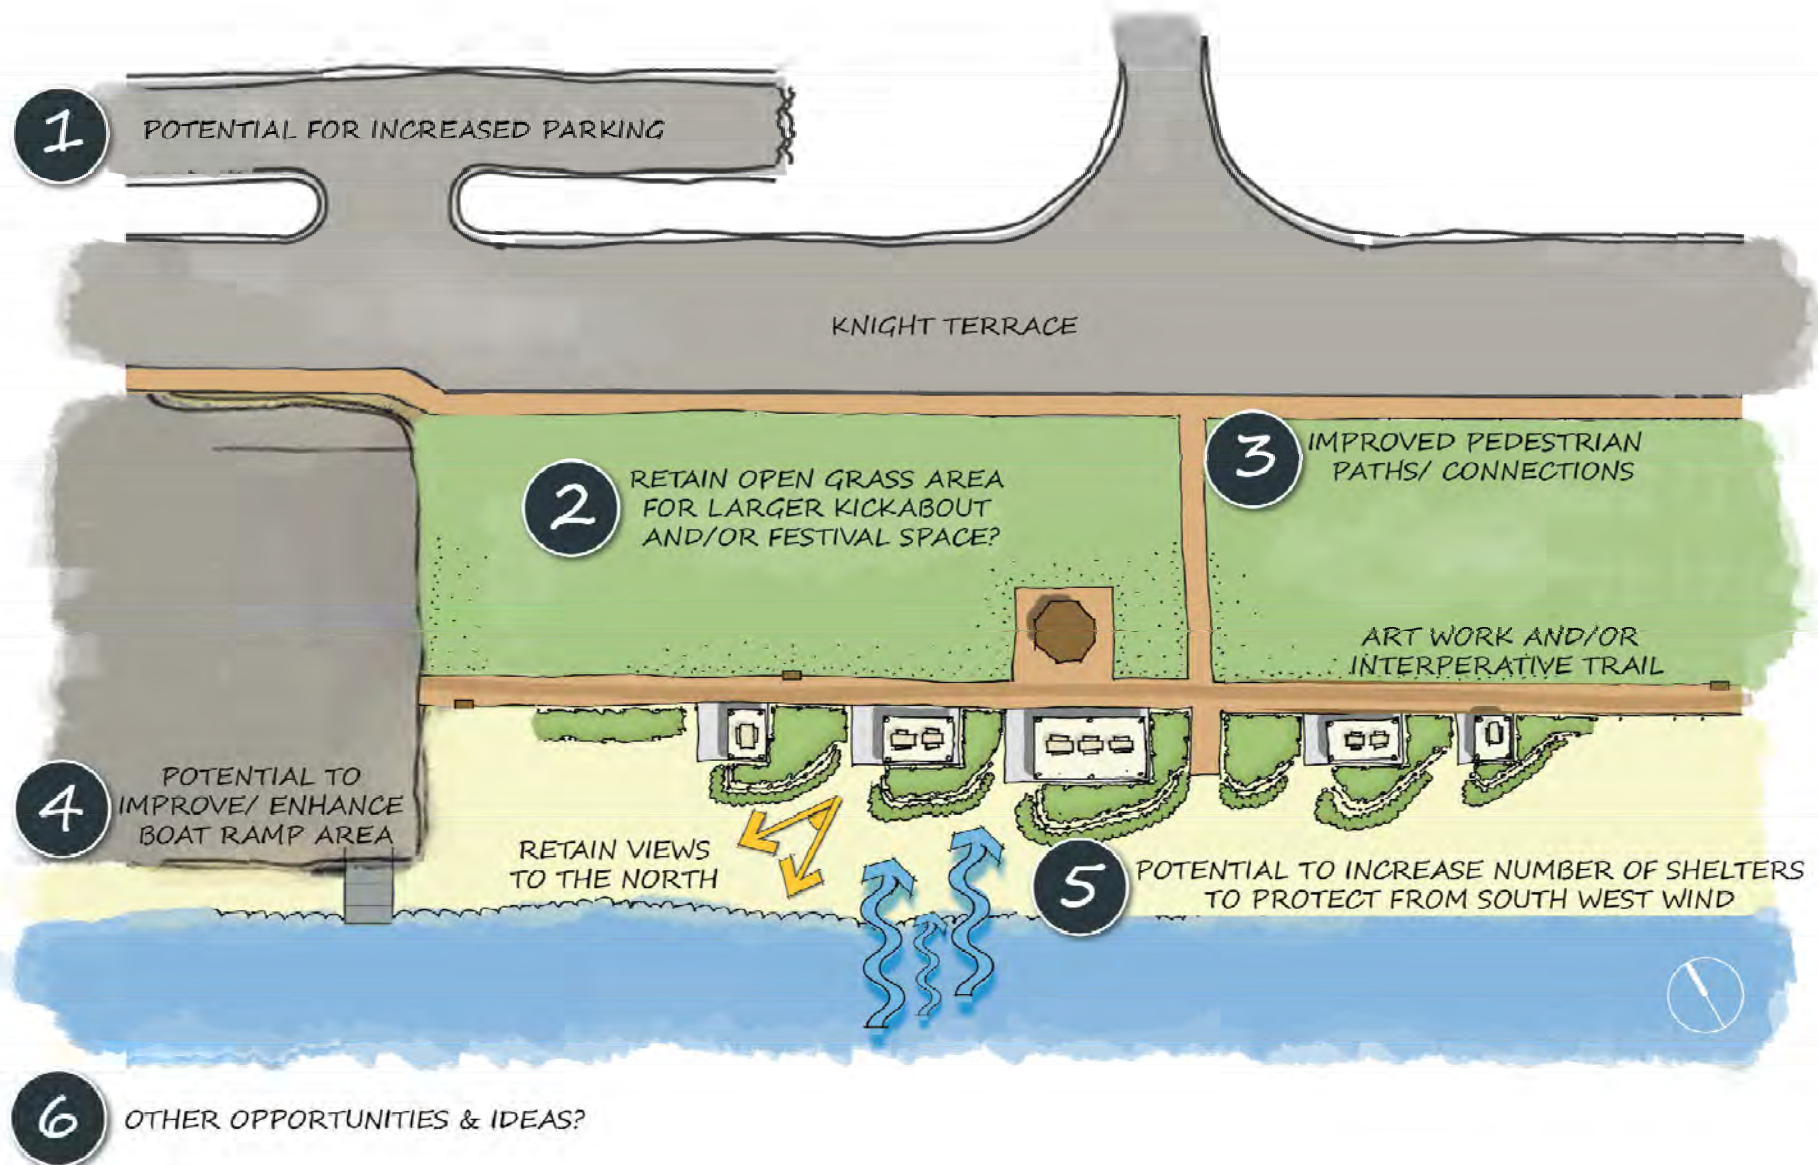 1
POTENTIAL FOR INCREASED PARKING
KNIGHT TERRACE
2
RETAIN OPEN GRASS AREA
FOR LARGER KICKABOUT
AND/OR FESTIVAL SPACE?
3
IMPROVED PEDESTRIAN
PATHS/ CONNECTIONS
ART WORK AND/OR
INTERPERATIVE TRAIL
4
POTENTIAL TO
IMPROVE/ ENHANCE
BOAT RAMP AREA
RETAIN VIEWS
TO THE NORTH
5
POTENTIAL TO INCREASE NUMBER OF SHELTERS
TO PROTECT FROM SOUTH WEST WIND
6
OTHER OPPORTUNITIES & IDEAS?